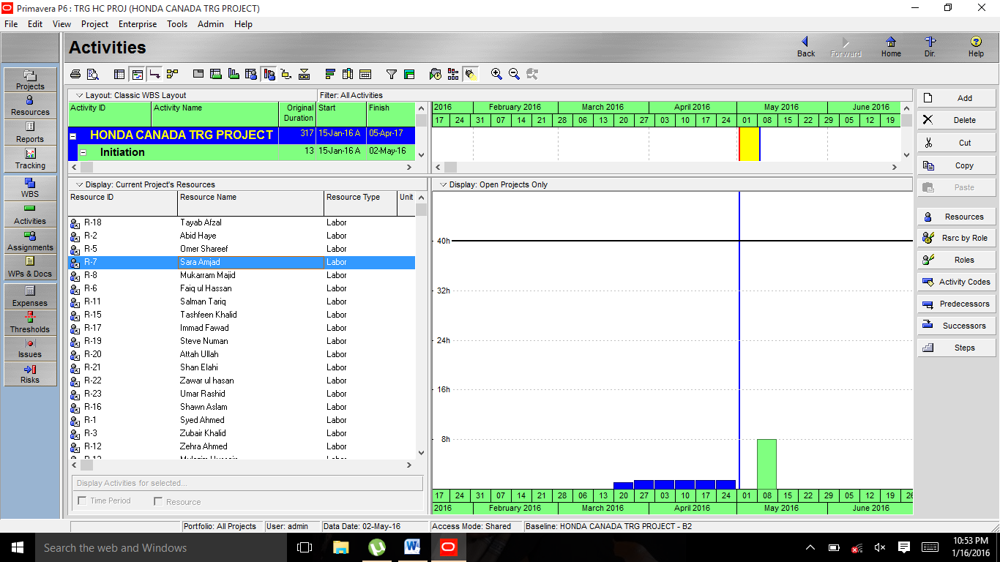 Primavera P6 : TRG HC PROJ (HONDA CANADA TRG PROJECT)
File Edit View Project Enterprise Tools Admin Help
Activities
Back Forward Home Dir. Help
Projects
Resources
Reports
Tracking
WBS
Activities
Assignments
WPs & Docs
Expenses
Thresholds
Issues
Risks
Layout: Classic WBS Layout Filter: All Activities
Activity ID Activity Name Original Duration Start Finish
HONDA CANADA TRG PROJECT 317 15-Jan-16 A 05-Apr-17
Initiation 13 15-Jan-16 A 02-May-16
2016 February 2016 March 2016 April 2016 May 2016 June 2016
17 24 31 07 14 21 28 06 13 20 27 03 10 17 24 01 08 15 22 29 05 12 19
Display: Current Project's Resources
Resource ID Resource Name Resource Type Unit
R-18 Tayab Afzal Labor
R-2 Abid Haye Labor
R-5 Omer Shareef Labor
R-7 Sara Amjad Labor
R-8 Mukarram Majid Labor
R-6 Faiq ul Hassan Labor
R-11 Salman Tariq Labor
R-15 Tashfeen Khalid Labor
R-17 Immad Fawad Labor
R-19 Steve Numan Labor
R-20 Attah Ullah Labor
R-21 Shan Elahi Labor
R-22 Zawar ul hasan Labor
R-23 Umar Rashid Labor
R-16 Shawn Aslam Labor
R-1 Syed Ahmed Labor
R-3 Zubair Khalid Labor
R-12 Zehra Ahmed Labor
Display Activities for selected...
Time Period Resource
Display: Open Projects Only
40h
32h
24h
16h
8h
17 24 31 07 14 21 28 06 13 20 27 03 10 17 24 01 08 15 22 29 05 12 19 26
2016 February 2016 March 2016 April 2016 May 2016 June 2016
Add
Delete
Cut
Copy
Paste
Resources
Rsrc by Role
Roles
Activity Codes
Predecessors
Successors
Steps
Portfolio: All Projects User: admin Data Date: 02-May-16 Access Mode: Shared Baseline: HONDA CANADA TRG PROJECT - B2
Search the web and Windows
10:53 PM
1/16/2016